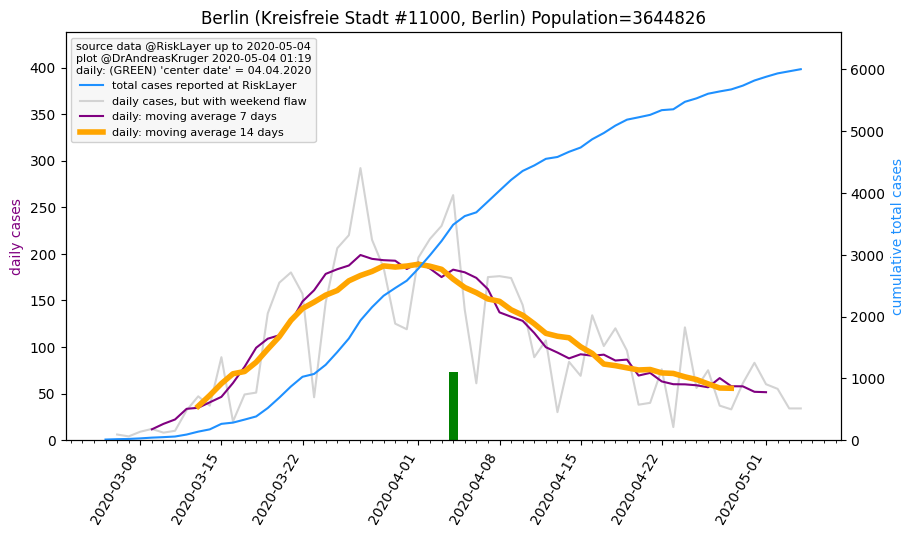 Berlin (Kreisfreie Stadt #11000, Berlin) Population=3644826
source data @RiskLayer up to 2020-05-04
plot @DrAndreasKruger 2020-05-04 01:19
daily: (GREEN) 'center date' = 04.04.2020
total cases reported at RiskLayer
daily cases, but with weekend flaw
daily: moving average 7 days
daily: moving average 14 days
daily cases
400
350
300
250
200
150
100
50
0
cumulative total cases
6000
5000
4000
3000
2000
1000
0
2020-03-08
2020-03-15
2020-03-22
2020-04-01
2020-04-08
2020-04-15
2020-04-22
2020-05-01